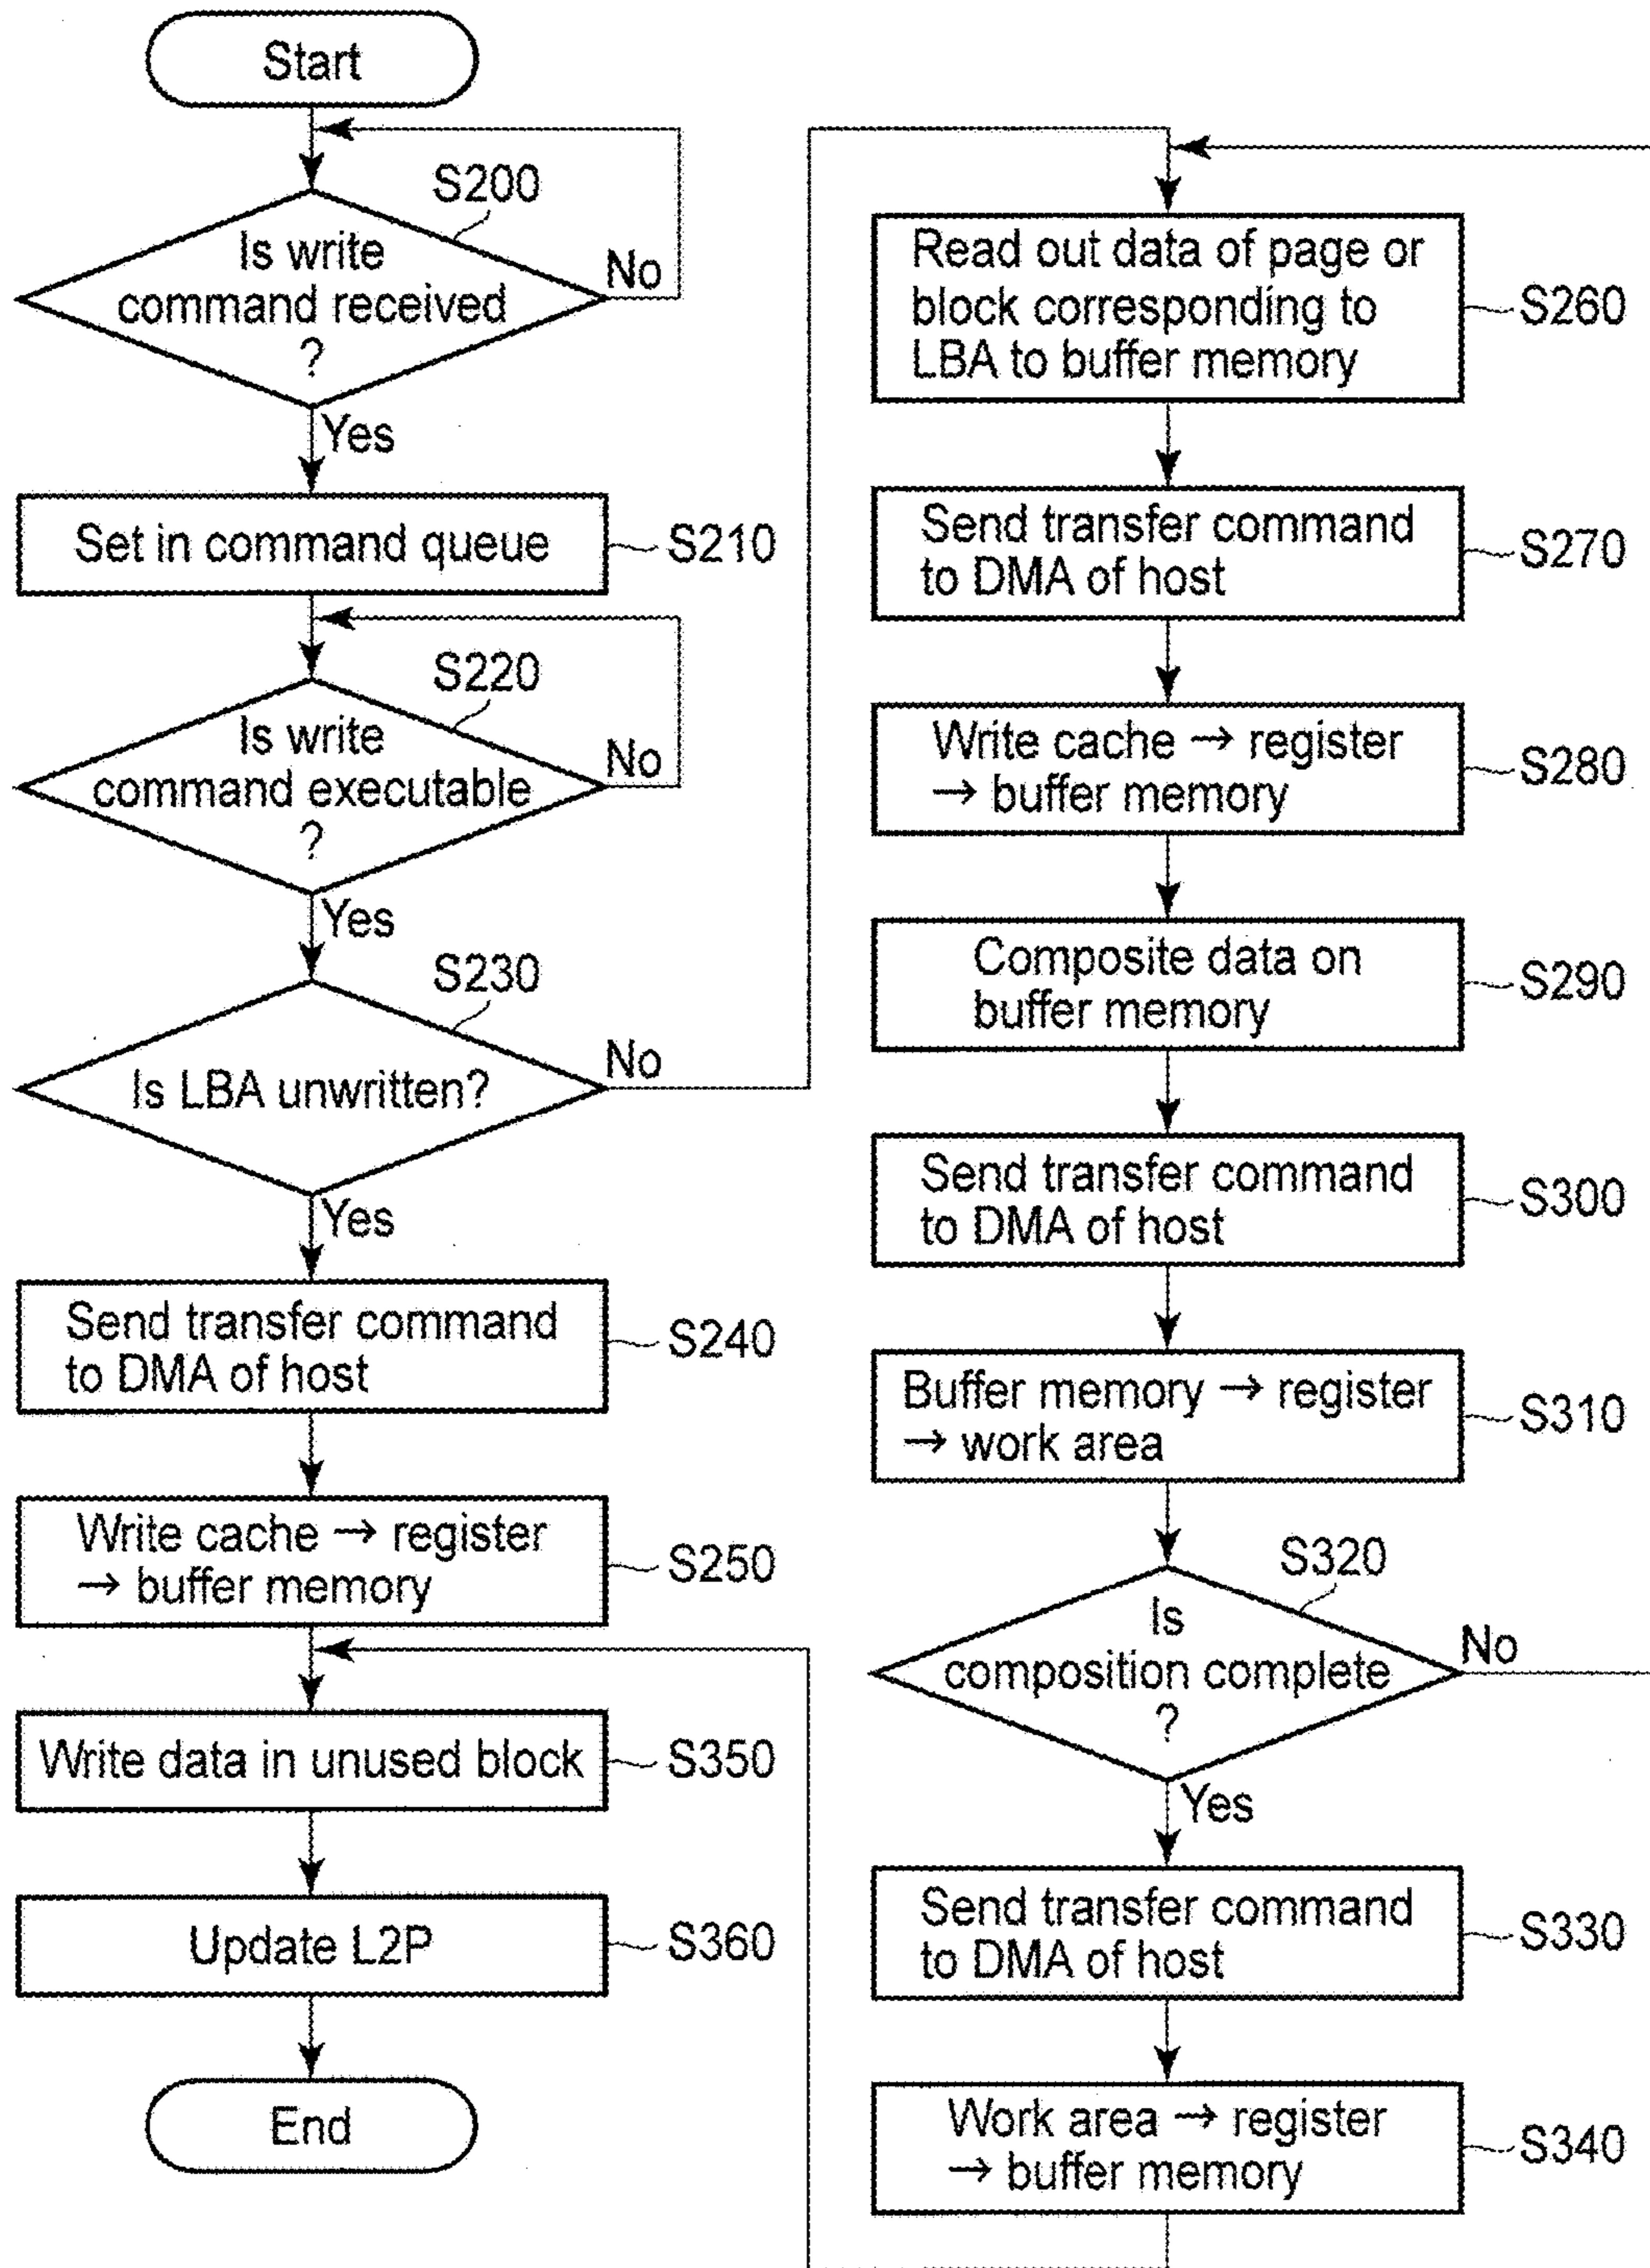 Start
S200
Is write
command received
?
No
Yes
Set in command queue
S210
S220
Is write
command executable
?
No
Yes
S230
Is LBA unwritten?
No
Yes
Send transfer command
to DMA of host
S240
Write cache → register
→ buffer memory
S250
Write data in unused block
S350
Update L2P
S360
End
Read out data of page or
block corresponding to
LBA to buffer memory
S260
Send transfer command
to DMA of host
S270
Write cache → register
→ buffer memory
S280
Composite data on
buffer memory
S290
Send transfer command
to DMA of host
S300
Buffer memory → register
→ work area
S310
S320
Is
composition complete
?
No
Yes
Send transfer command
to DMA of host
S330
Work area → register
→ buffer memory
S340